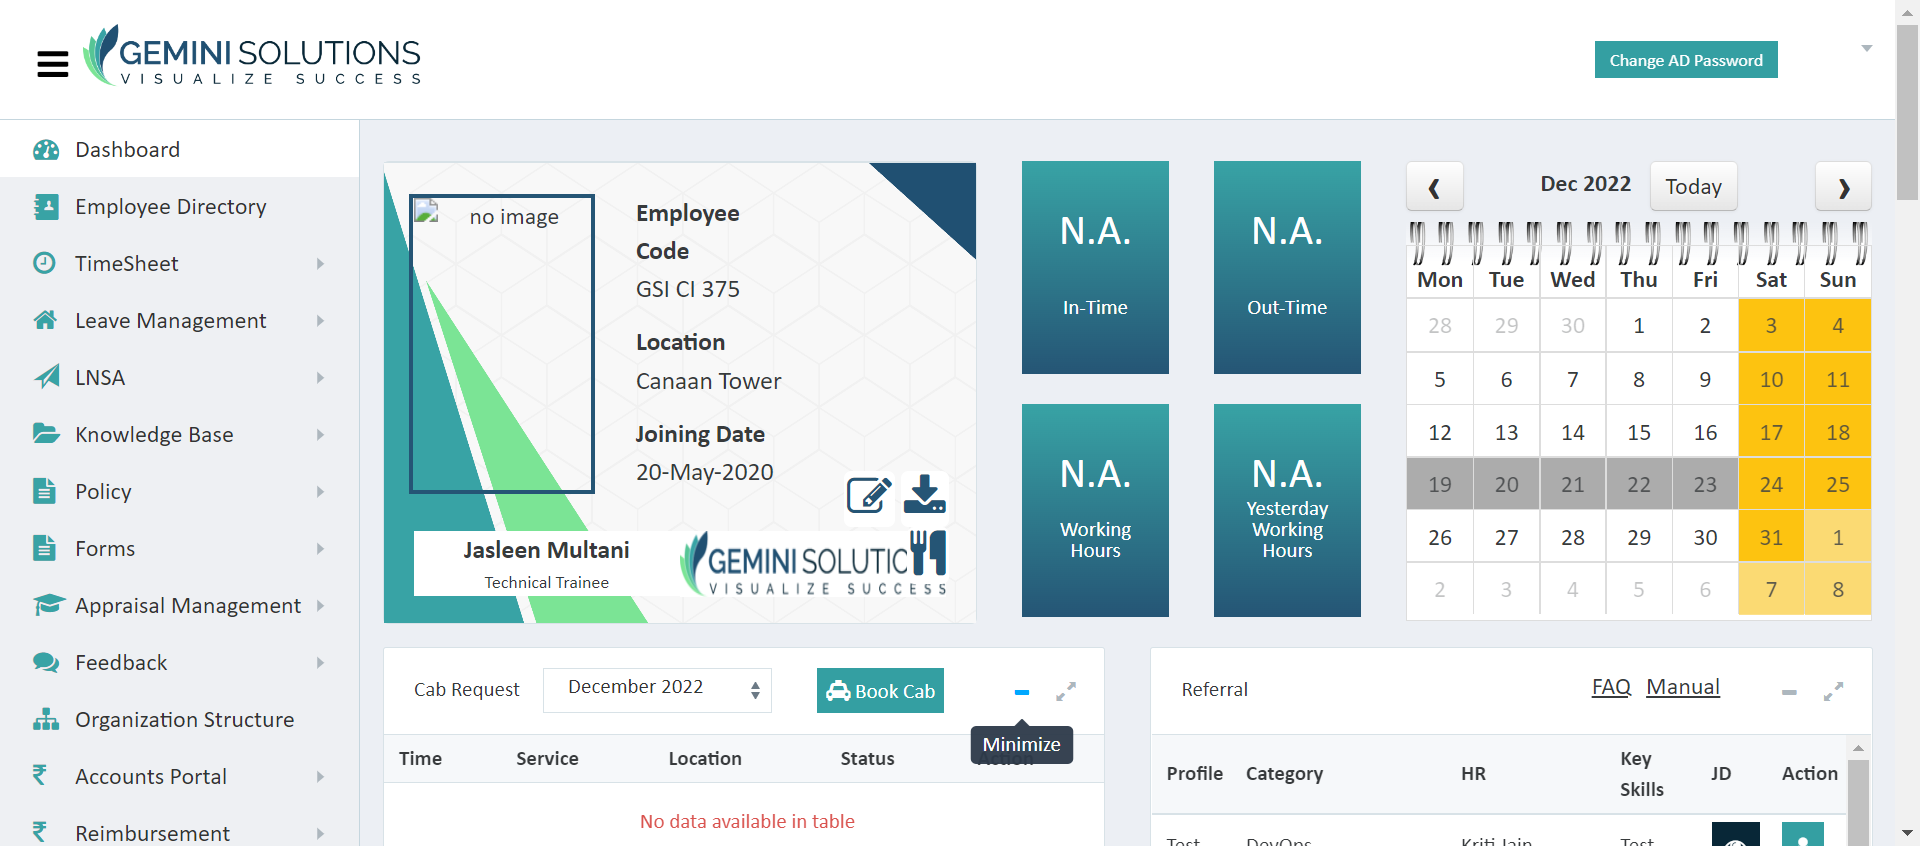 GEMINI SOLUTIONS
VISUALIZE SUCCESS
Change AD Password
Dashboard
Employee Directory
TimeSheet
Leave Management
LNSA
Knowledge Base
Policy
Forms
Appraisal Management
Feedback
Organization Structure
Accounts Portal
Reimbursement
no image
Employee
Code
GSI CI 375
Location
Canaan Tower
Joining Date
20-May-2020
Jasleen Multani
Technical Trainee
GEMINI SOLUTIC
VISUALIZE SUCCESS
N.A.
In-Time
N.A.
Out-Time
N.A.
Working
Hours
N.A.
Yesterday
Working
Hours
Dec 2022
Today
Mon Tue Wed Thu Fri Sat Sun
28 29 30 1 2 3 4
5 6 7 8 9 10 11
12 13 14 15 16 17 18
19 20 21 22 23 24 25
26 27 28 29 30 31 1
2 3 4 5 6 7 8
Cab Request
December 2022
Book Cab
Minimize
Time Service Location Status Action
No data available in table
Referral
FAQ Manual
Profile Category HR Key Skills JD Action
Test DevOps Kriti Jain Test